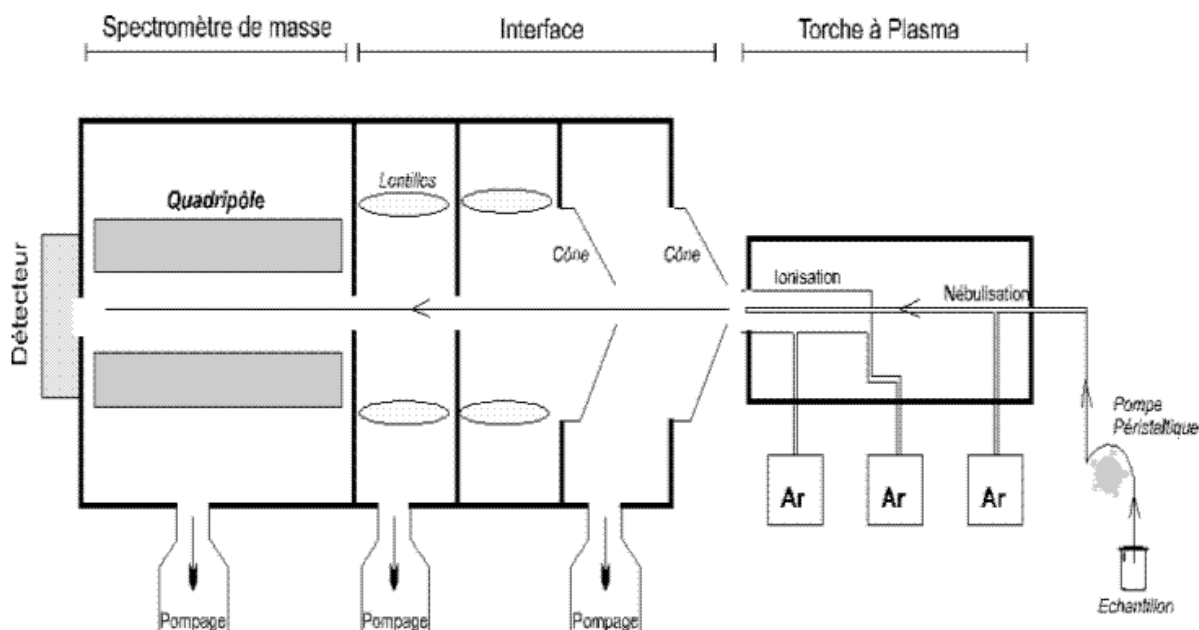 Spectromètre de masse
Interface
Torche à Plasma
Quadripôle
Lentilles
Cône
Cône
Ionisation
Nébulisation
Détecteur
Pompe
Péristaltique
Ar
Ar
Ar
Echantillon
Pompage
Pompage
Pompage